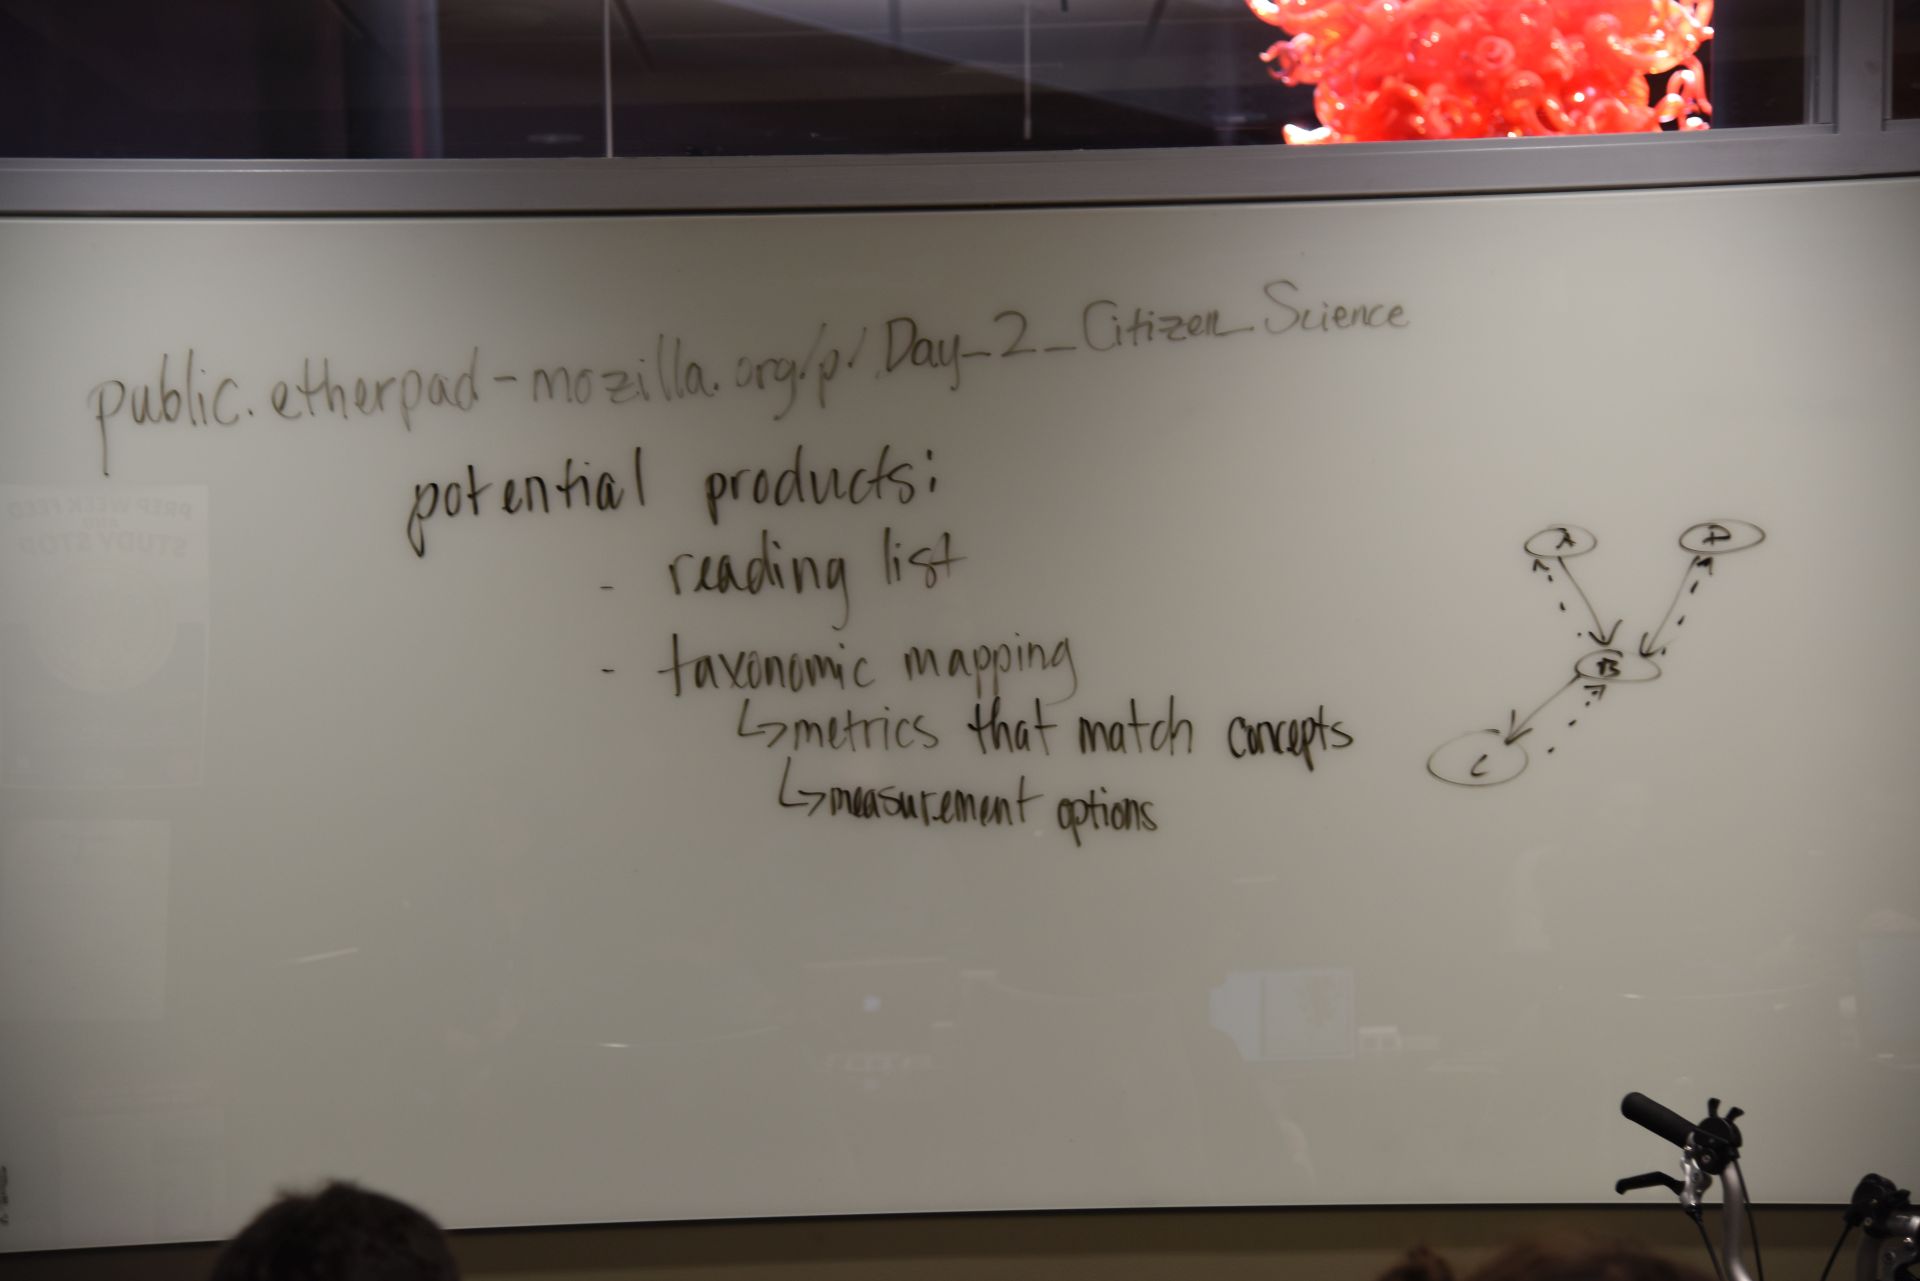 public.etherpad-mozilla.org/p/Day_2_Citizen_Science
potential products:
- reading list
- taxonomic mapping
↳ metrics that match concepts
↳ measurement options
A
D
B
C
PREP WEEK FEED
AND
STUDY STOP